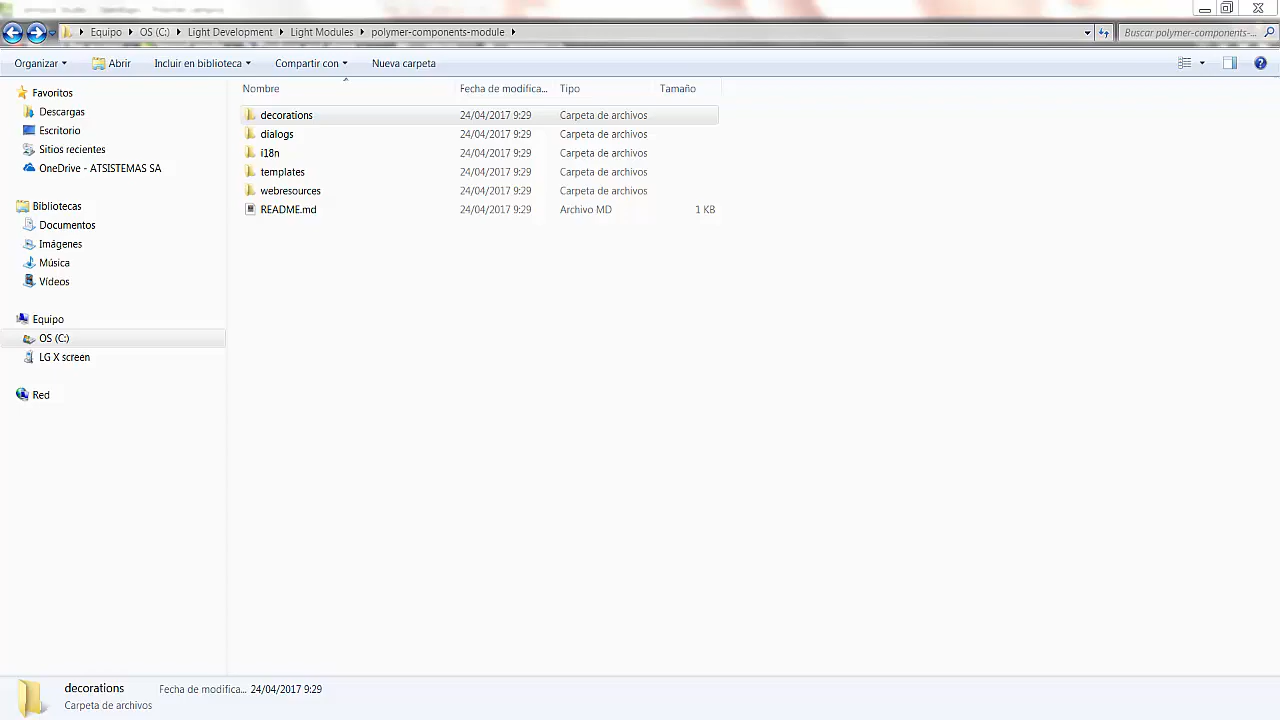 Equipo OS (C:) Light Development Light Modules polymer-components-module Buscar polymer-components-...
Organizar Abrir Incluir en biblioteca Compartir con Nueva carpeta
Favoritos
Descargas
Escritorio
Sitios recientes
OneDrive - ATSISTEMAS SA
Bibliotecas
Documentos
Imágenes
Música
Vídeos
Equipo
OS (C:)
LG X screen
Red
Nombre Fecha de modifica... Tipo Tamaño
decorations 24/04/2017 9:29 Carpeta de archivos
dialogs 24/04/2017 9:29 Carpeta de archivos
i18n 24/04/2017 9:29 Carpeta de archivos
templates 24/04/2017 9:29 Carpeta de archivos
webresources 24/04/2017 9:29 Carpeta de archivos
README.md 24/04/2017 9:29 Archivo MD 1 KB
decorations Fecha de modifica... 24/04/2017 9:29
Carpeta de archivos